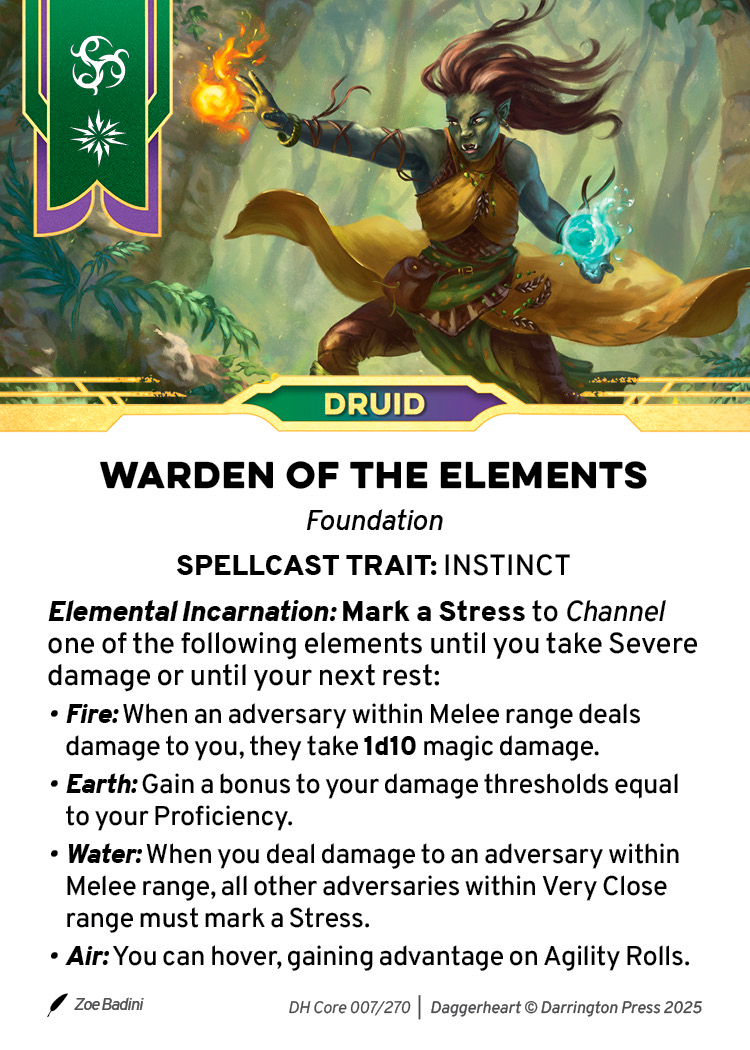 DRUID
WARDEN OF THE ELEMENTS
Foundation
SPELLCAST TRAIT: INSTINCT
Elemental Incarnation: Mark a Stress to Channel
one of the following elements until you take Severe
damage or until your next rest:
• Fire: When an adversary within Melee range deals
damage to you, they take 1d10 magic damage.
• Earth: Gain a bonus to your damage thresholds equal
to your Proficiency.
• Water: When you deal damage to an adversary within
Melee range, all other adversaries within Very Close
range must mark a Stress.
• Air: You can hover, gaining advantage on Agility Rolls.
Zoe Badini
DH Core 007/270 | Daggerheart © Darrington Press 2025